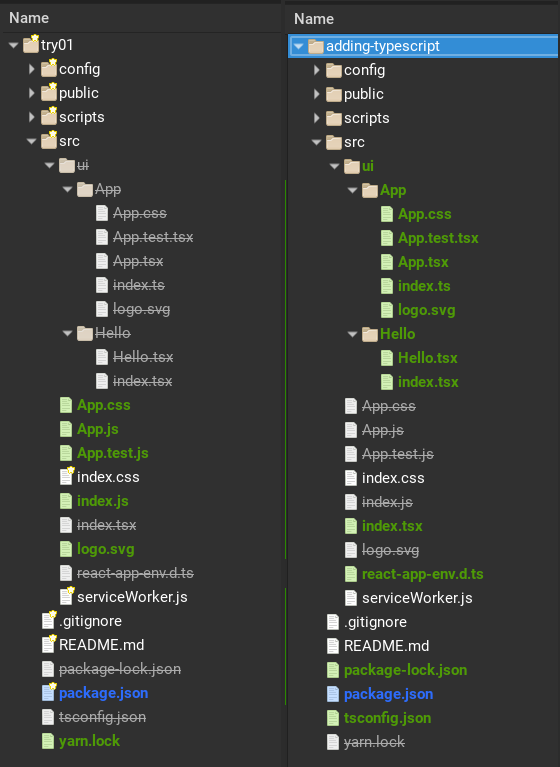 Name
try01
config
public
scripts
src
ui
App
App.css
App.test.tsx
App.tsx
index.ts
logo.svg
Hello
Hello.tsx
index.tsx
App.css
App.js
App.test.js
index.css
index.js
index.tsx
logo.svg
react-app-env.d.ts
serviceWorker.js
.gitignore
README.md
package-lock.json
package.json
tsconfig.json
yarn.lock
Name
adding-typescript
config
public
scripts
src
ui
App
App.css
App.test.tsx
App.tsx
index.ts
logo.svg
Hello
Hello.tsx
index.tsx
App.css
App.js
App.test.js
index.css
index.js
index.tsx
logo.svg
react-app-env.d.ts
serviceWorker.js
.gitignore
README.md
package-lock.json
package.json
tsconfig.json
yarn.lock